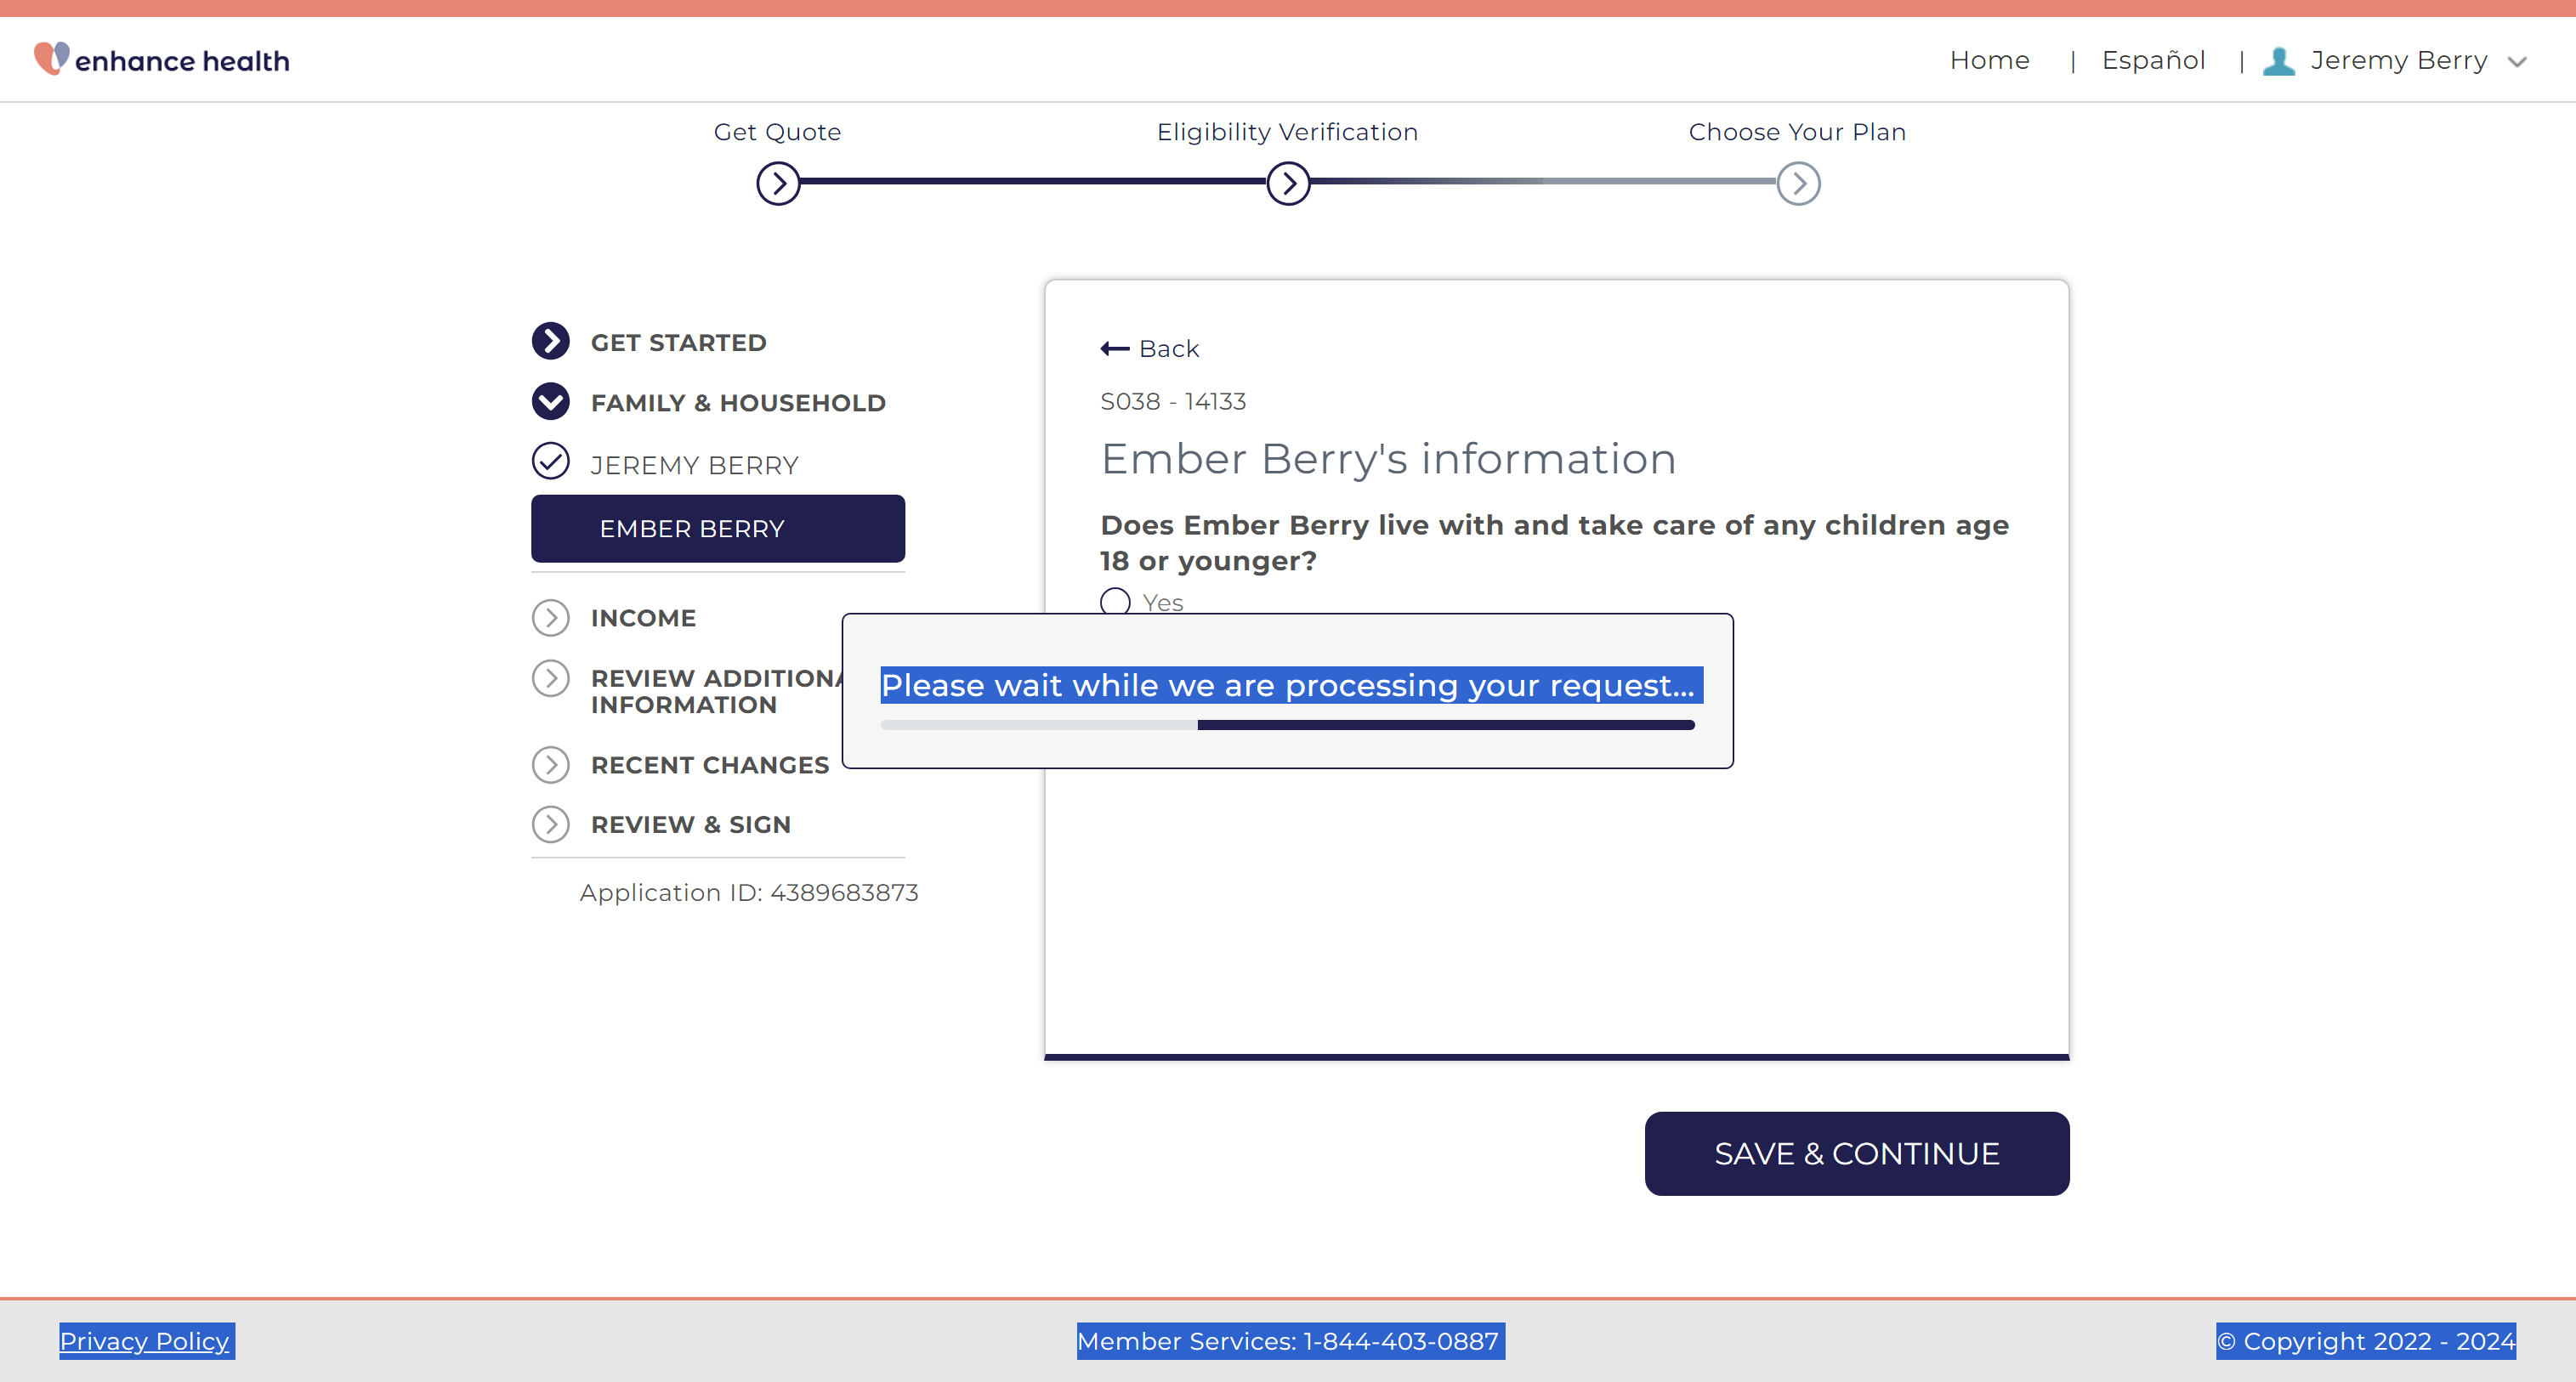 enhance health
Home | Español | Jeremy Berry
Get Quote
Eligibility Verification
Choose Your Plan
GET STARTED
FAMILY & HOUSEHOLD
JEREMY BERRY
EMBER BERRY
INCOME
REVIEW ADDITIONA
INFORMATION
RECENT CHANGES
REVIEW & SIGN
Application ID: 4389683873
Back
S038 - 14133
Ember Berry's information
Does Ember Berry live with and take care of any children age
18 or younger?
Yes
Please wait while we are processing your request...
SAVE & CONTINUE
Privacy Policy
Member Services: 1-844-403-0887
© Copyright 2022 - 2024